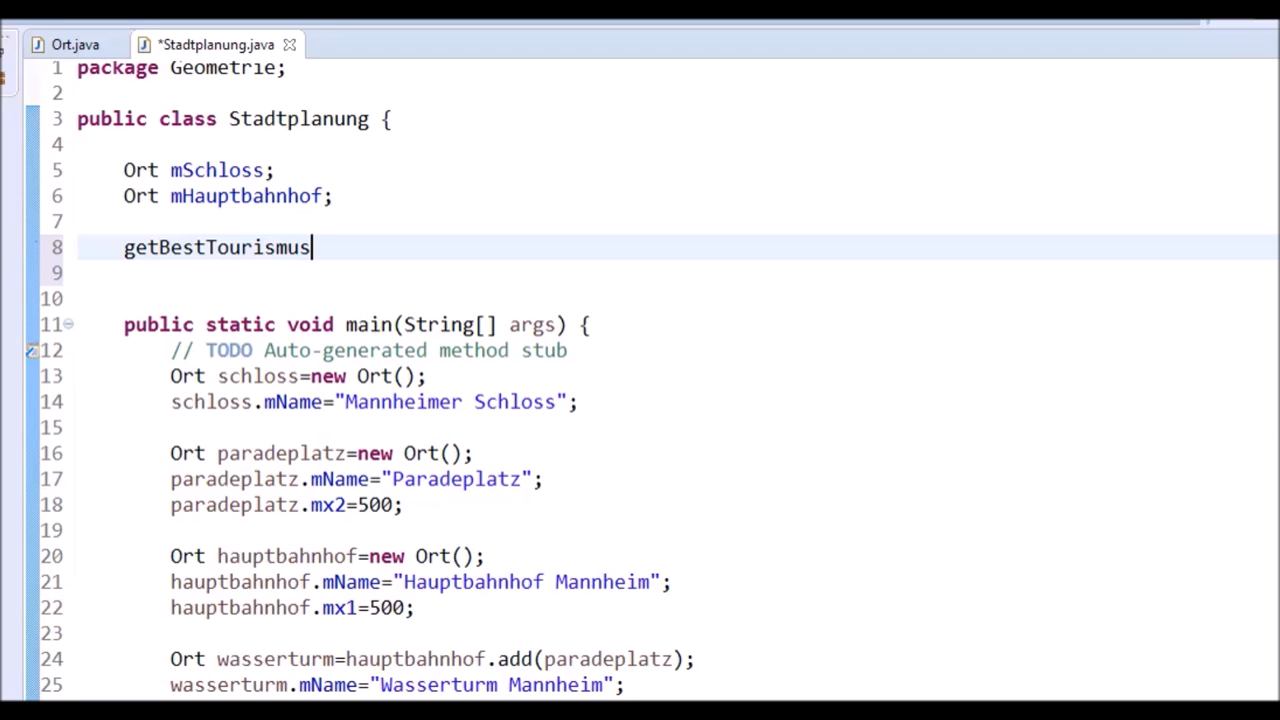 Ort.java *Stadtplanung.java
1 package Geometrie;
2
3 public class Stadtplanung {
4
5 Ort mSchloss;
6 Ort mHauptbahnhof;
7
8 getBestTourismus
9
10
11 public static void main(String[] args) {
12 // TODO Auto-generated method stub
13 Ort schloss=new Ort();
14 schloss.mName="Mannheimer Schloss";
15
16 Ort paradeplatz=new Ort();
17 paradeplatz.mName="Paradeplatz";
18 paradeplatz.mx2=500;
19
20 Ort hauptbahnhof=new Ort();
21 hauptbahnhof.mName="Hauptbahnhof Mannheim";
22 hauptbahnhof.mx1=500;
23
24 Ort wasserturm=hauptbahnhof.add(paradeplatz);
25 wasserturm.mName="Wasserturm Mannheim";